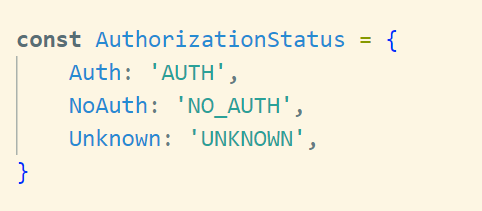 const AuthorizationStatus = {
    Auth: 'AUTH',
    NoAuth: 'NO_AUTH',
    Unknown: 'UNKNOWN',
}